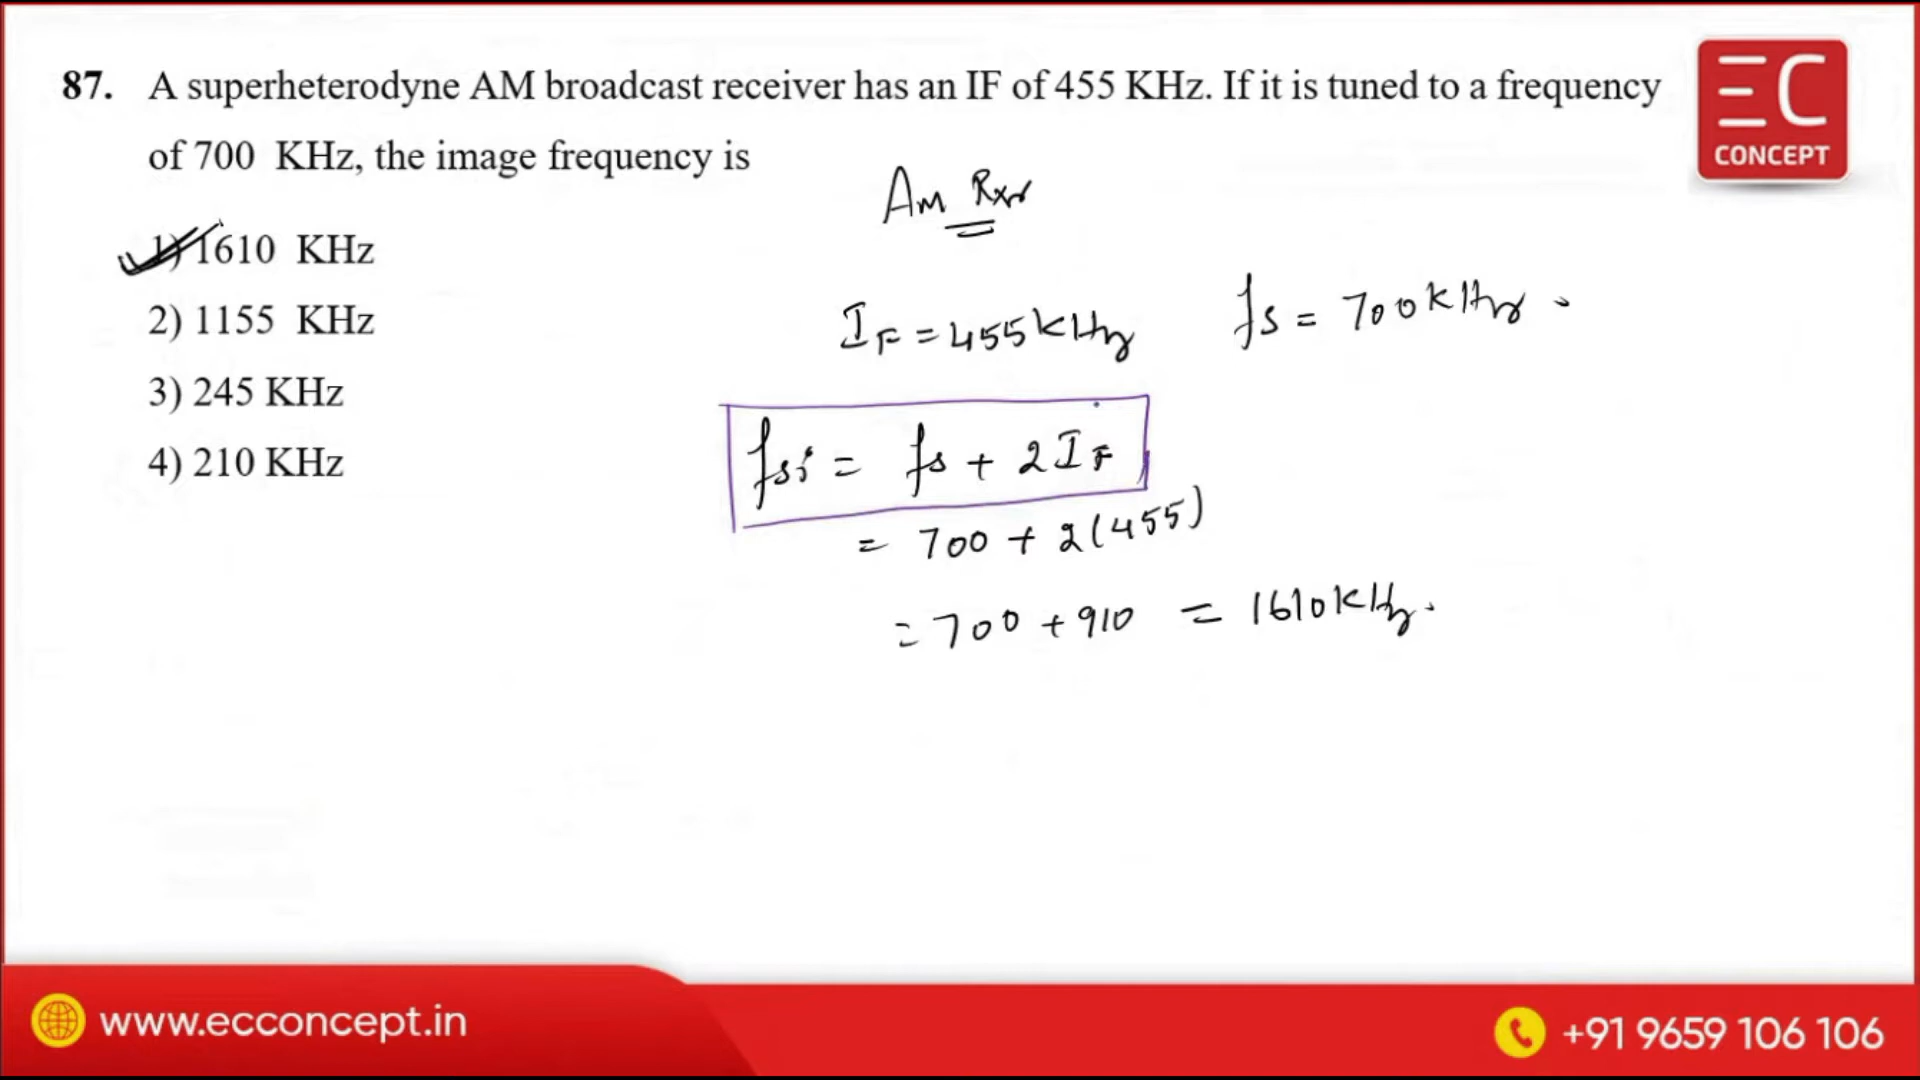 87. A superheterodyne AM broadcast receiver has an IF of 455 KHz. If it is tuned to a frequency
of 700 KHz, the image frequency is
1) 1610 KHz
2) 1155 KHz
3) 245 KHz
4) 210 KHz
Am Rxr
IF = 455 kHz
fs = 700 kHz.
fsi = fs + 2IF
= 700 + 2(455)
= 700 + 910 = 1610 kHz.
EC
CONCEPT
www.ecconcept.in
+91 9659 106 106